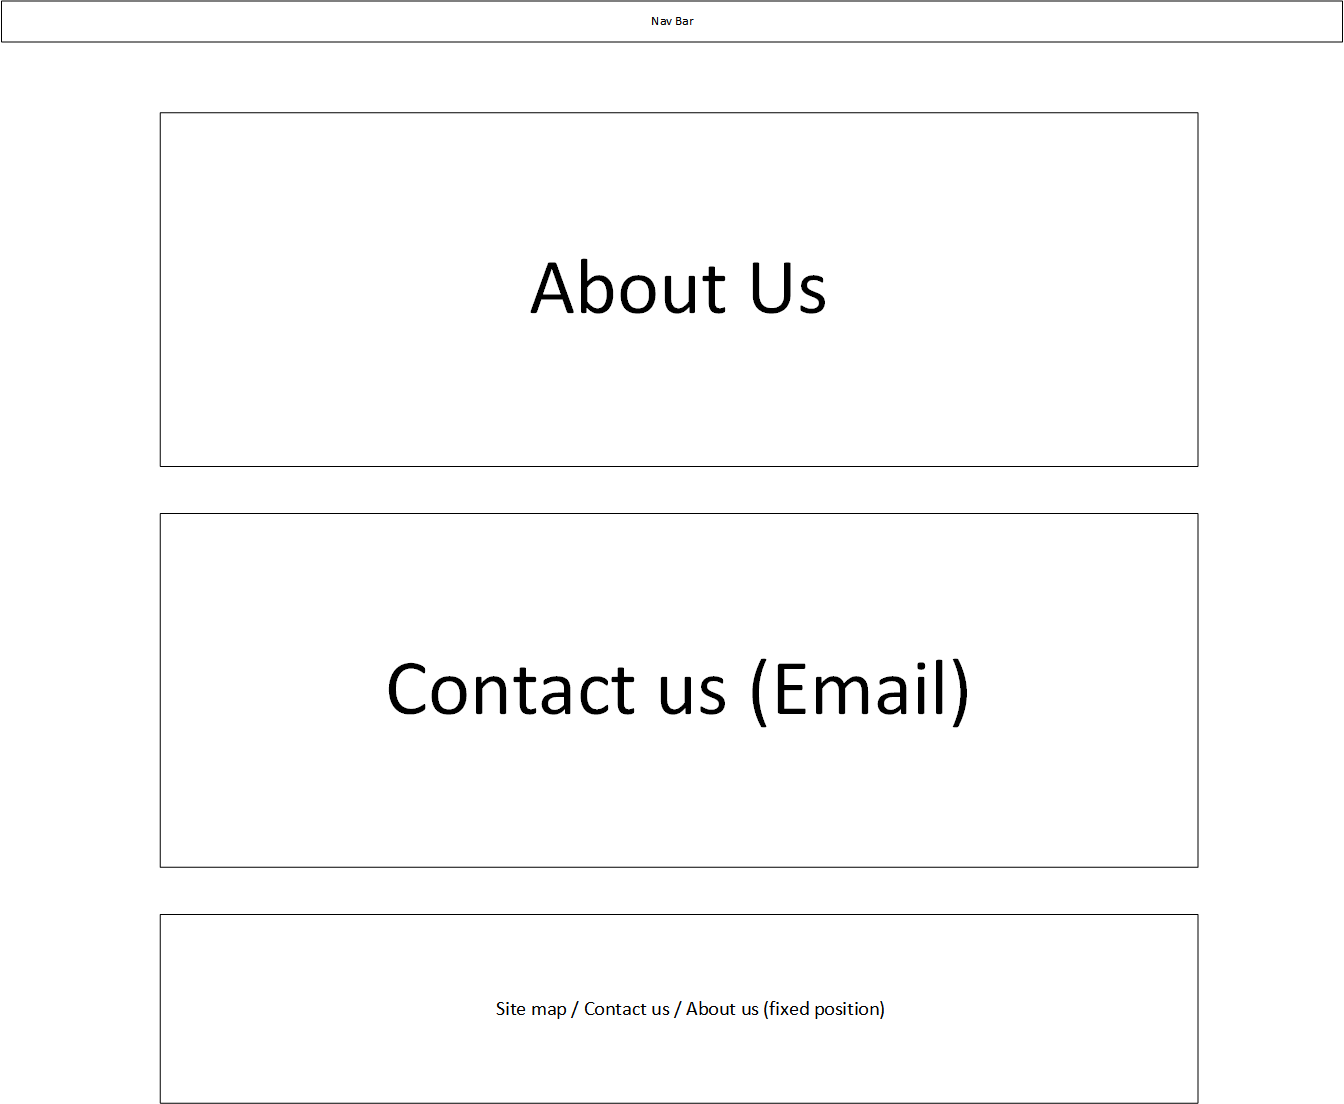 Nav Bar
About Us
Contact us (Email)
Site map / Contact us / About us (fixed position)